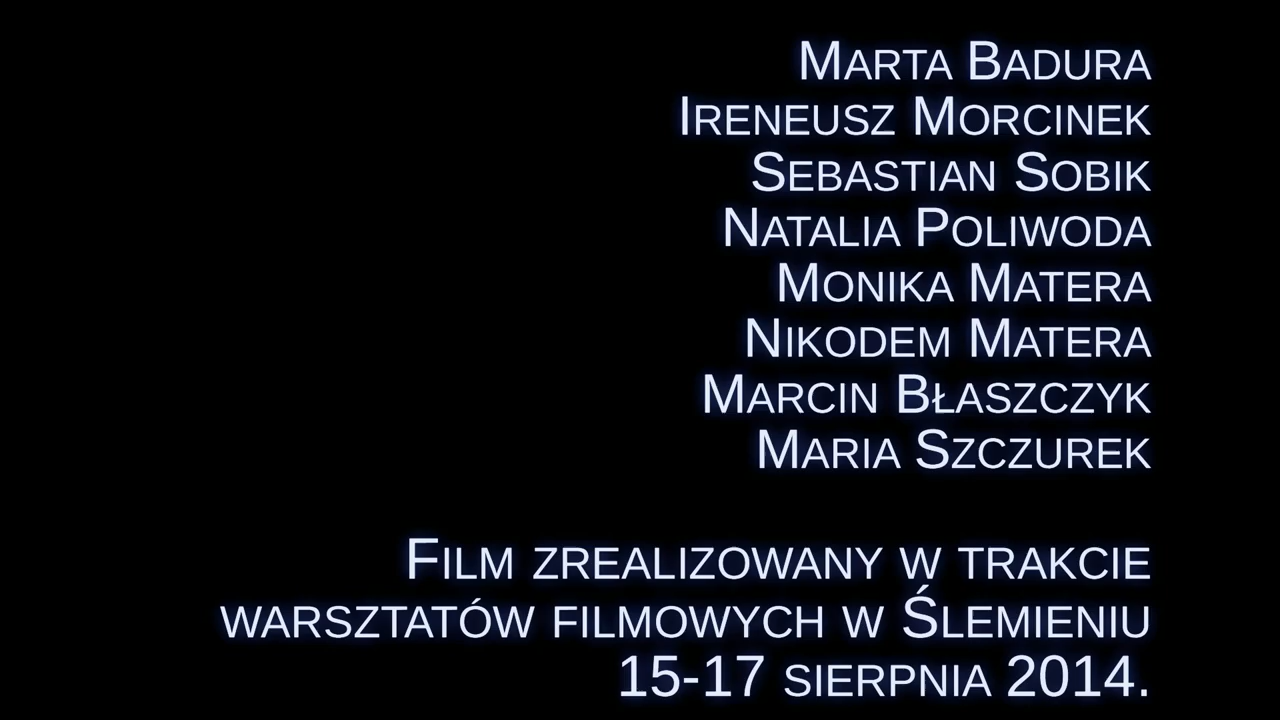 Marta Badura
Ireneusz Morcinek
Sebastian Sobik
Natalia Poliwoda
Monika Matera
Nikodem Matera
Marcin Błaszczyk
Maria Szczurek
Film zrealizowany w trakcie
warsztatów filmowych w Ślemieniu
15-17 sierpnia 2014.